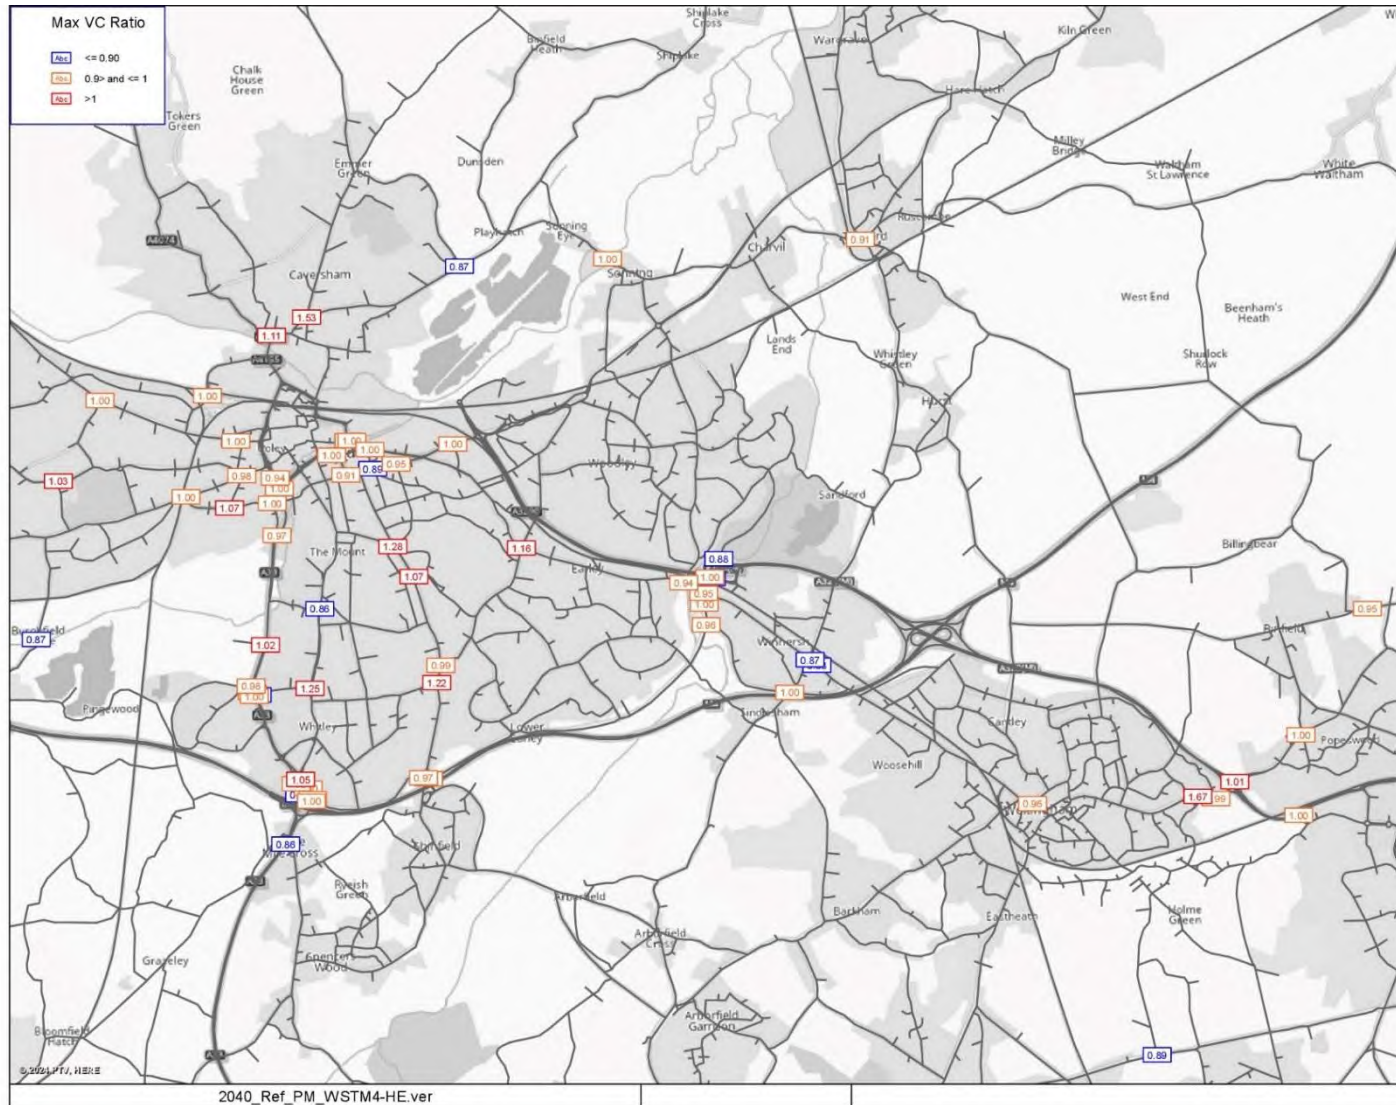 Max VC Ratio
Abc <= 0.90
Abc 0.9> and <= 1
Abc >1
Shiplake
Cross
Kiln Green
Binfield
Heath
Wargrave
Shiplake
Chalk
House
Green
Hare Hatch
Tokers
Green
Milley
Bridge
Emmer
Green
Dunsden
Waltham
St Lawrence
White
Waltham
Ruscombe
Playhatch
Sonning
Eye
A4074
0.91
Charvil
1.00
0.87
Caversham
Sonning
West End
Beenham's
Heath
1.53
1.11
Lands
End
Whistley
Green
Shurlock
Row
1.00
1.00
Hurst
1.00
1.00
1.00
1.00
1.00
0.95
0.89
0.91
Woodley
0.98
0.94
1.03
1.00
1.00
1.00
1.07
Sandford
0.97
The Mount
1.28
1.16
Billingbear
0.88
1.07
Earley
0.94
1.00
0.95
1.00
0.86
0.95
0.96
Binfield
0.87
1.02
Winnersh
0.87
0.99
1.22
0.98
1.00
1.25
1.00
Pingewood
Whitley
Lower
Earley
Sindlesham
1.00
Popeswood
Woosehill
1.05
0.97
1.01
1.67
1.00
0.96
1.00
0.86
Shinfield
Ryeish
Green
Arborfield
Barkham
Eastheath
Holme
Green
Arborfield
Cross
Grazeley
Spencers
Wood
Arborfield
Garrison
Bloomfield
Hatch
0.89
© 2024 PTV, HERE
2040_Ref_PM_WSTM4-HE.ver